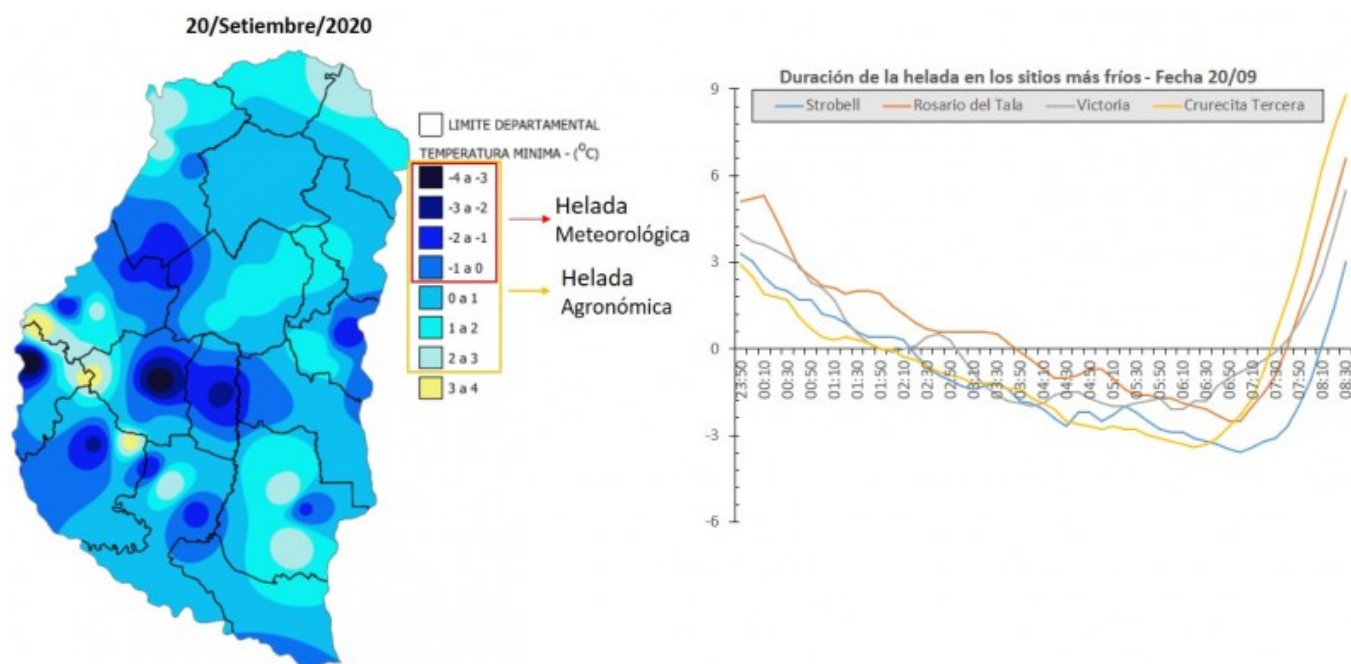 20/Setiembre/2020
LIMITE DEPARTAMENTAL
TEMPERATURA MINIMA - (°C)
-4 a -3
-3 a -2
-2 a -1
-1 a 0
0 a 1
1 a 2
2 a 3
3 a 4
Helada
Meteorológica
Helada
Agronómica
Duración de la helada en los sitios más fríos - Fecha 20/09
Strobell Rosario del Tala Victoria Crurecita Tercera
9
6
3
0
-3
-6
23:50
00:10
00:30
00:50
01:10
01:30
01:50
02:10
02:30
02:50
03:10
03:30
03:50
04:10
04:30
04:50
05:10
05:30
05:50
06:10
06:30
06:50
07:10
07:30
07:50
08:10
08:30